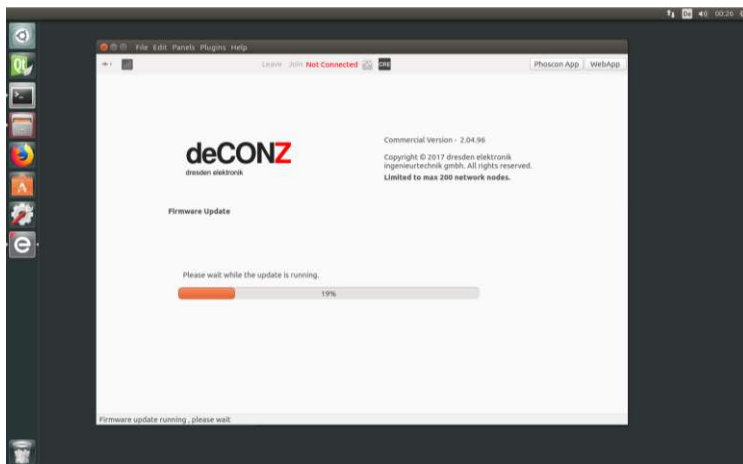 De 00:26
File Edit Panels Plugins Help
Leave Join Not Connected CRE Phoscon App WebApp
deCONZ
dresden elektronik
Commercial Version - 2.04.96
Copyright © 2017 dresden elektronik
ingenieurtechnik gmbh. All rights reserved.
Limited to max 200 network nodes.
Firmware Update
Please wait while the update is running.
19%
Firmware update running , please wait